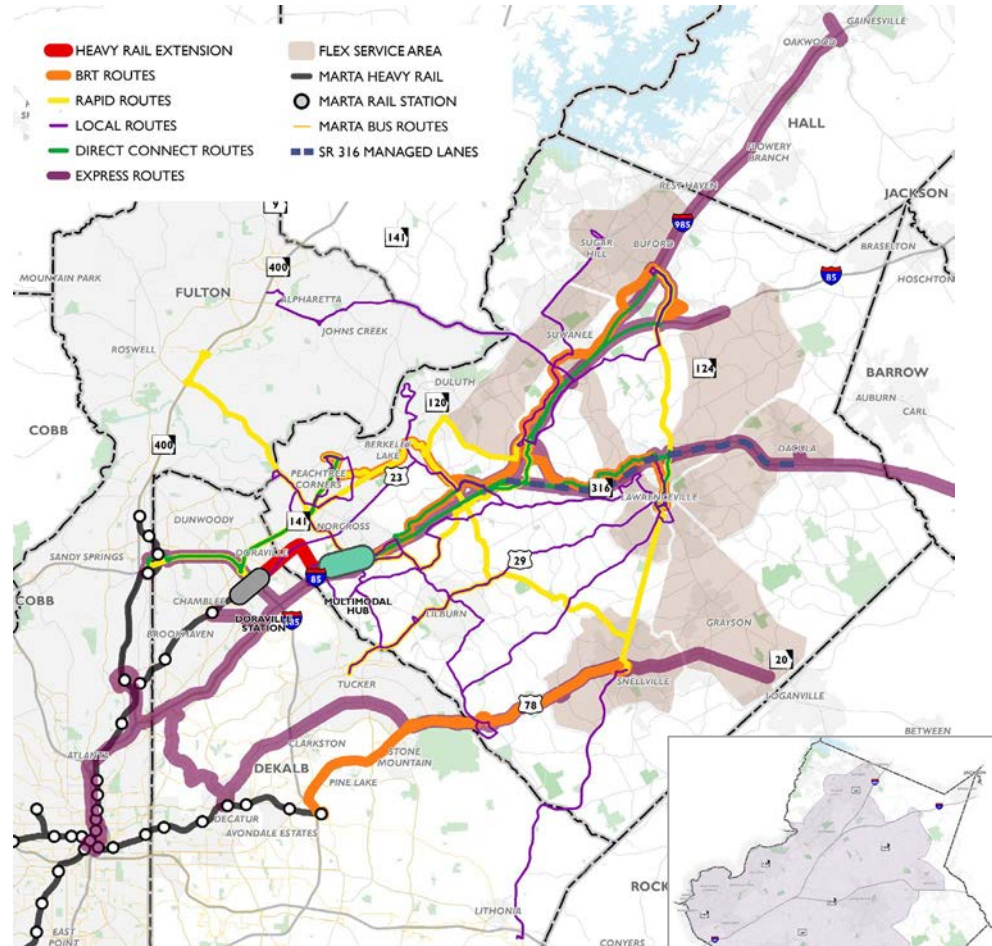 HEAVY RAIL EXTENSION
BRT ROUTES
RAPID ROUTES
LOCAL ROUTES
DIRECT CONNECT ROUTES
EXPRESS ROUTES
FLEX SERVICE AREA
MARTA HEAVY RAIL
MARTA RAIL STATION
MARTA BUS ROUTES
SR 316 MANAGED LANES
GAINESVILLE
OAKWOOD
HALL
FLOWERY
BRANCH
REST HAVEN
JACKSON
9
141
985
SUGAR
HILL
BUFORD
BRASELTON
400
85
HOSCHTON
MOUNTAIN PARK
FULTON
ALPHARETTA
JOHNS CREEK
SUWANEE
ROSWELL
124
DULUTH
BARROW
120
AUBURN
CARL
COBB
400
BERKELEY
LAKE
DACULA
PEACHTREE
CORNERS
23
316
LAWRENCEVILLE
DUNWOODY
141
NORCROSS
SANDY SPRINGS
DORAVILLE
29
85
COBB
CHAMBLEE
MULTIMODAL
HUB
DORAVILLE
STATION
LILBURN
GRAYSON
BROOKHAVEN
20
TUCKER
SNELLVILLE
LOGANVILLE
78
BETWEEN
ATLANTA
CLARKSTON
STONE
MOUNTAIN
DEKALB
PINE LAKE
DECATUR
AVONDALE ESTATES
ROCK
LITHONIA
EAST
POINT
CONYERS